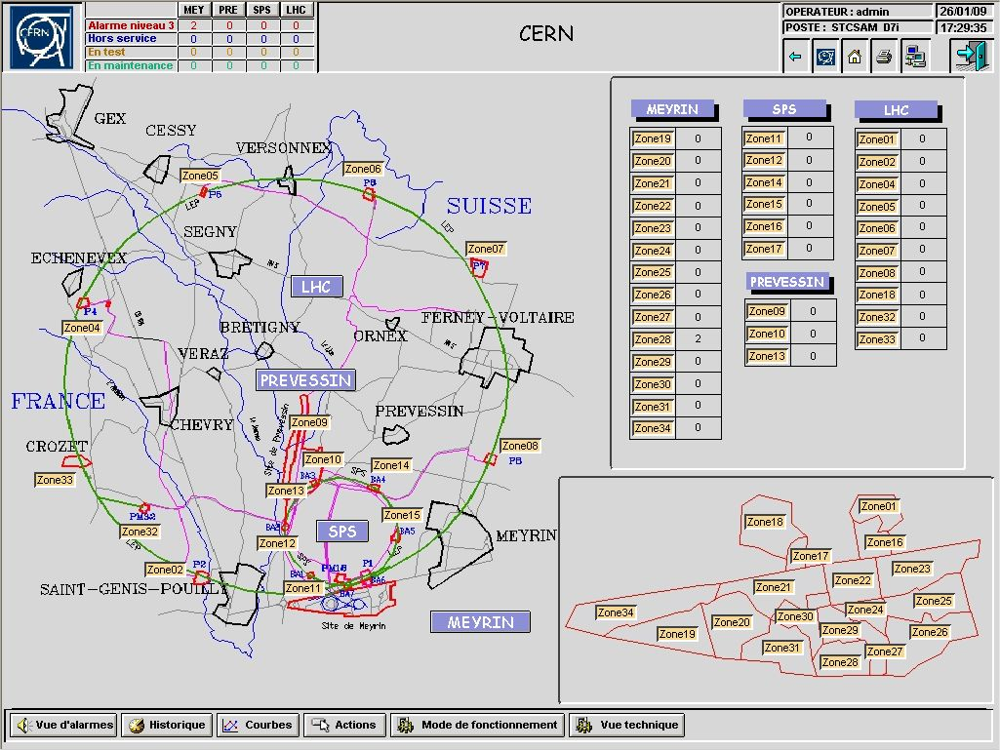 CERN
MEY PRE SPS LHC
Alarme niveau 3 2 0 0 0
Hors service 0 0 0 0
En test 0 0 0 0
En maintenance 0 0 0 0
CERN
OPERATEUR : admin
26/01/09
POSTE : STCSAM D7i
17:29:35
GEX
CESSY
VERSONNEX
Zone05
P6
LEP
Zone06
P8
LEP
SUISSE
SEGNY
Zone07
P7
ECHENEVEX
LHC
P4
Zone04
BRETIGNY
ORNEX
FERNEY-VOLTAIRE
VERAZ
PREVESSIN
FRANCE
CHEVRY
PREVESSIN
Zone09
Site de Prevessin
CROZET
Zone33
Zone10
Zone08
P8
Zone14
SPS
BA3
BA4
Zone13
PM32
Zone32
LEP
BA2
Zone12
SPS
Zone15
BA5
MEYRIN
Zone02
P2
SPS
BA1
PM18
P1
BA6
BA7
Zone11
SAINT-GENIS-POUILLY
Site de Meyrin
MEYRIN
MEYRIN
Zone19 0
Zone20 0
Zone21 0
Zone22 0
Zone23 0
Zone24 0
Zone25 0
Zone26 0
Zone27 0
Zone28 2
Zone29 0
Zone30 0
Zone31 0
Zone34 0
SPS
Zone11 0
Zone12 0
Zone14 0
Zone15 0
Zone16 0
Zone17 0
PREVESSIN
Zone09 0
Zone10 0
Zone13 0
LHC
Zone01 0
Zone02 0
Zone04 0
Zone05 0
Zone06 0
Zone07 0
Zone08 0
Zone18 0
Zone32 0
Zone33 0
Zone18
Zone01
Zone16
Zone17
Zone23
Zone22
Zone21
Zone25
Zone24
Zone34
Zone30
Zone20
Zone29
Zone26
Zone19
Zone31
Zone27
Zone28
Vue d'alarmes
Historique
Courbes
Actions
Mode de fonctionnement
Vue technique